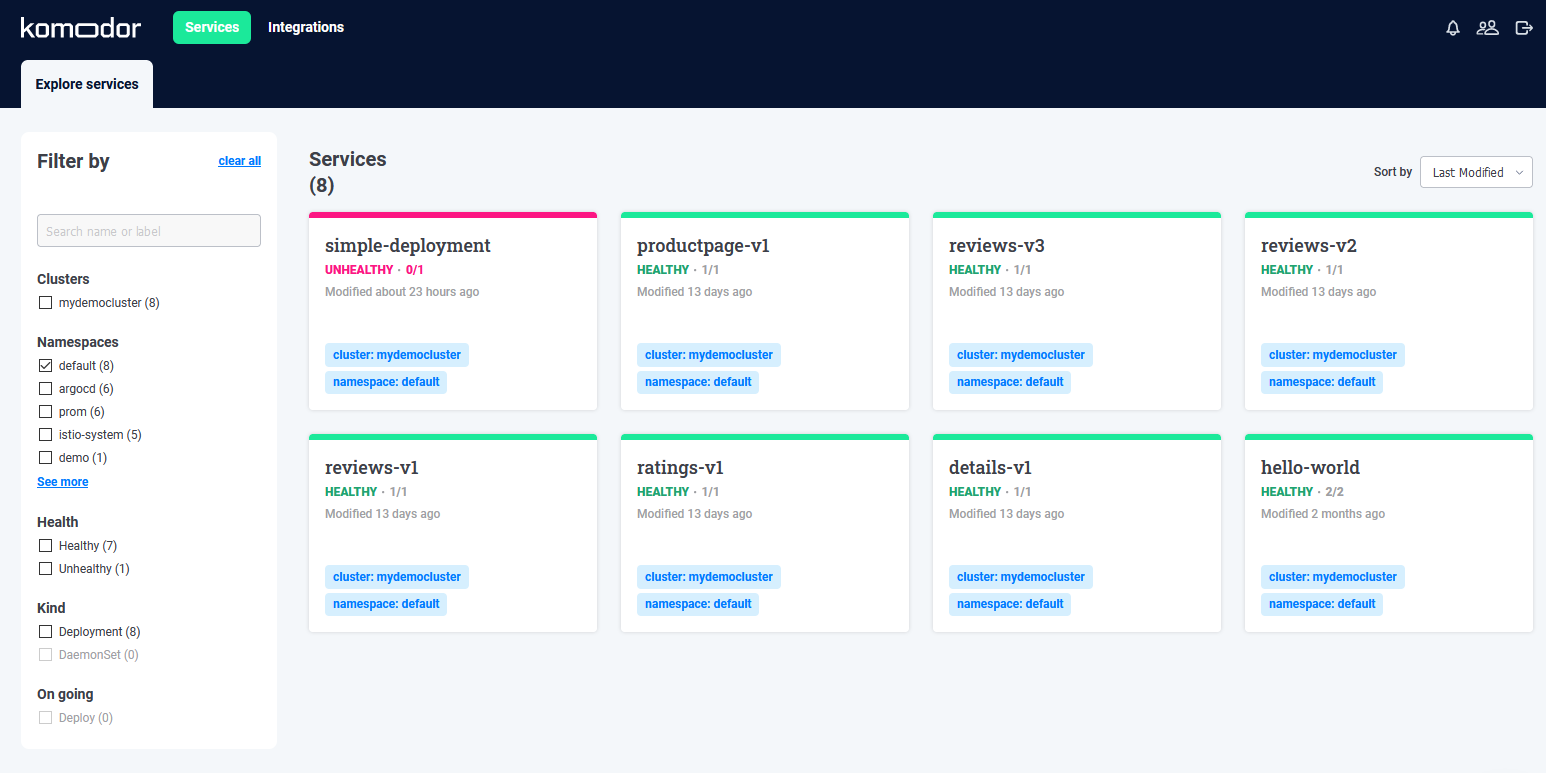 komodor
Services
Integrations
Explore services
Filter by
clear all
Search name or label
Clusters
mydemocluster (8)
Namespaces
default (8)
argocd (6)
prom (6)
istio-system (5)
demo (1)
See more
Health
Healthy (7)
Unhealthy (1)
Kind
Deployment (8)
DaemonSet (0)
On going
Deploy (0)
Services
(8)
Sort by
Last Modified
simple-deployment
UNHEALTHY · 0/1
Modified about 23 hours ago
cluster: mydemocluster
namespace: default
productpage-v1
HEALTHY · 1/1
Modified 13 days ago
cluster: mydemocluster
namespace: default
reviews-v3
HEALTHY · 1/1
Modified 13 days ago
cluster: mydemocluster
namespace: default
reviews-v2
HEALTHY · 1/1
Modified 13 days ago
cluster: mydemocluster
namespace: default
reviews-v1
HEALTHY · 1/1
Modified 13 days ago
cluster: mydemocluster
namespace: default
ratings-v1
HEALTHY · 1/1
Modified 13 days ago
cluster: mydemocluster
namespace: default
details-v1
HEALTHY · 1/1
Modified 13 days ago
cluster: mydemocluster
namespace: default
hello-world
HEALTHY · 2/2
Modified 2 months ago
cluster: mydemocluster
namespace: default